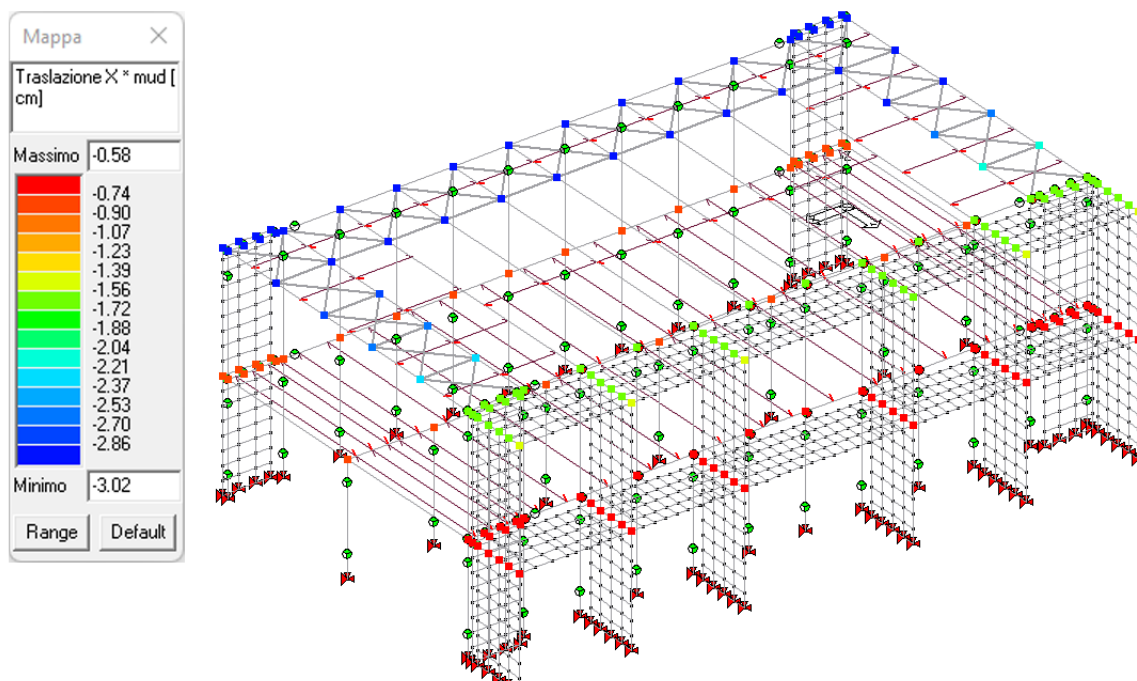 Mappa
Traslazione X * mud [
cm]
Massimo -0.58
-0.74
-0.90
-1.07
-1.23
-1.39
-1.56
-1.72
-1.88
-2.04
-2.21
-2.37
-2.53
-2.70
-2.86
Minimo -3.02
Range Default